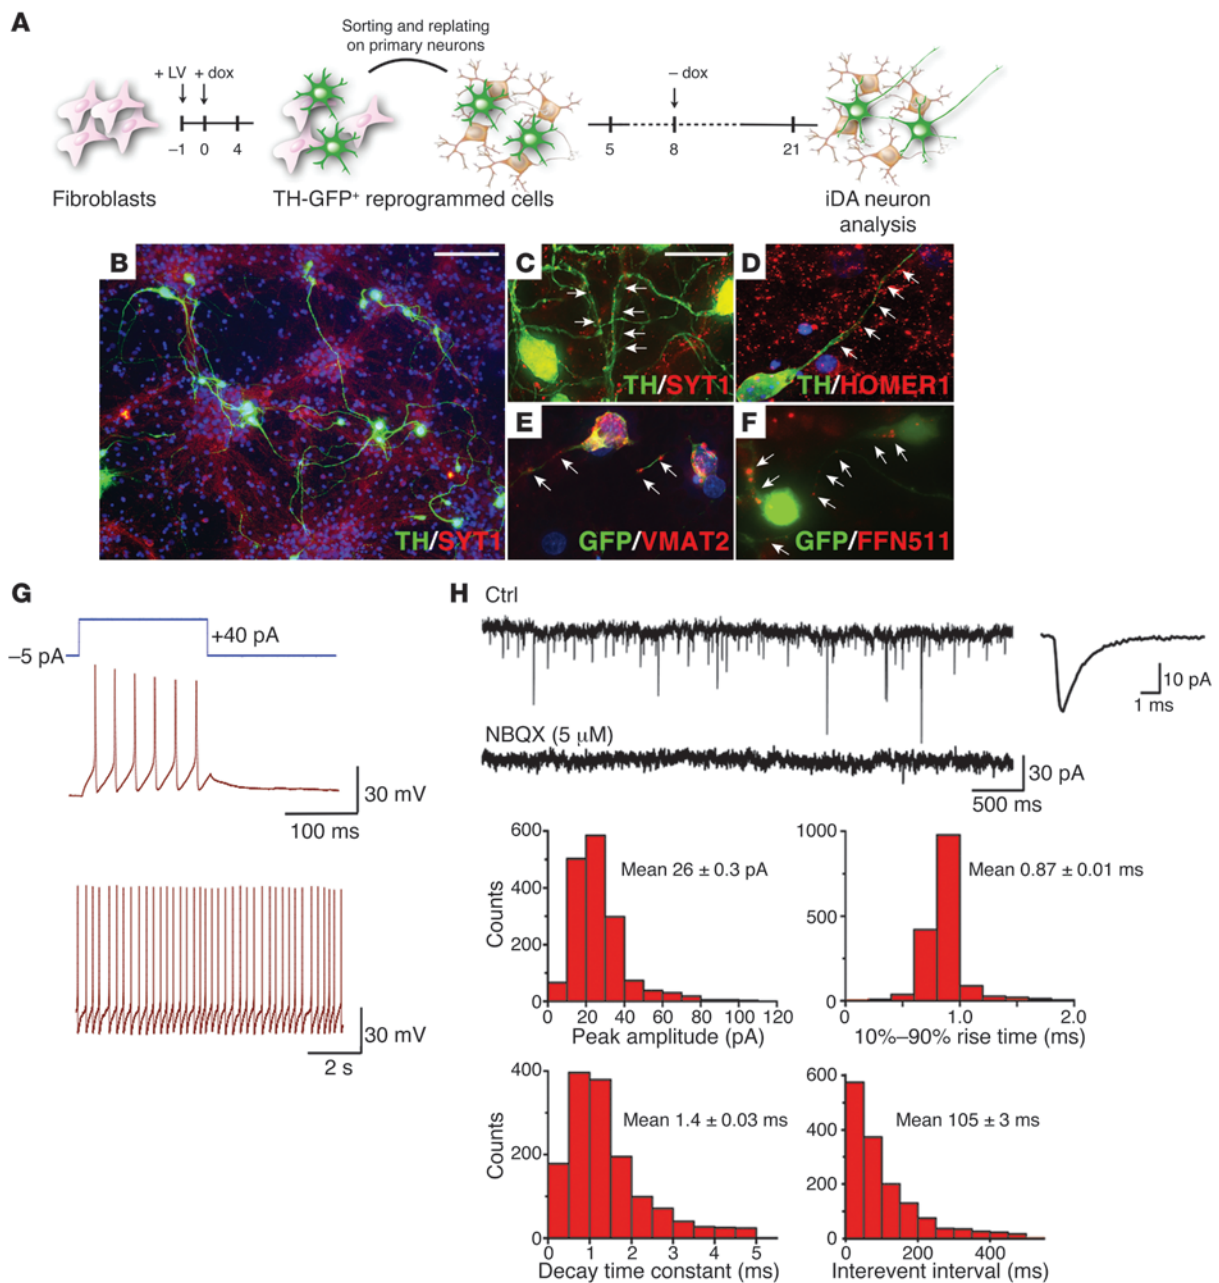 A
Sorting and replating
on primary neurons
+ LV + dox
– dox
–1 0 4
5 8 21
Fibroblasts
TH-GFP⁺ reprogrammed cells
iDA neuron
analysis
B
TH/SYT1
C
TH/SYT1
D
TH/HOMER1
E
GFP/VMAT2
F
GFP/FFN511
G
–5 pA
+40 pA
30 mV
100 ms
30 mV
2 s
H
Ctrl
10 pA
1 ms
NBQX (5 μM)
30 pA
500 ms
600
400
200
0
Counts
Mean 26 ± 0.3 pA
0 20 40 60 80 100 120
Peak amplitude (pA)
1000
500
0
Mean 0.87 ± 0.01 ms
0 1.0 2.0
10%–90% rise time (ms)
400
200
0
Counts
Mean 1.4 ± 0.03 ms
0 1 2 3 4 5
Decay time constant (ms)
600
400
200
0
Mean 105 ± 3 ms
0 200 400
Interevent interval (ms)